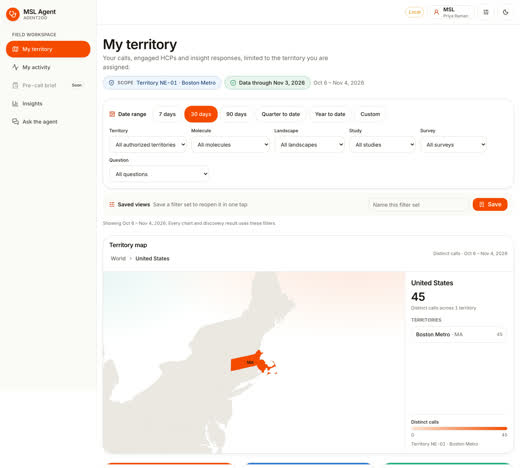 MSL Agent
AGENTZOO
FIELD WORKSPACE
My territory
My activity
Pre-call brief
Soon
Insights
Ask the agent
Local
MSL
Priya Raman
My territory
Your calls, engaged HCPs and insight responses, limited to the territory you are
assigned.
SCOPE Territory NE-01 · Boston Metro
Data through Nov 3, 2026
Oct 6 – Nov 4, 2026
Date range
7 days
30 days
90 days
Quarter to date
Year to date
Custom
Territory
Molecule
Landscape
Study
Survey
All authorized territories
All molecules
All landscapes
All studies
All surveys
Question
All questions
Saved views
Save a filter set to reopen it in one tap
Name this filter set
Save
Showing Oct 6 – Nov 4, 2026. Every chart and discovery result uses these filters.
Territory map
World › United States
Distinct calls · Oct 6 – Nov 4, 2026
MA
United States
45
Distinct calls across 1 territory
TERRITORIES
Boston Metro · MA
45
Distinct calls
0
45
Territory NE-01 · Boston Metro